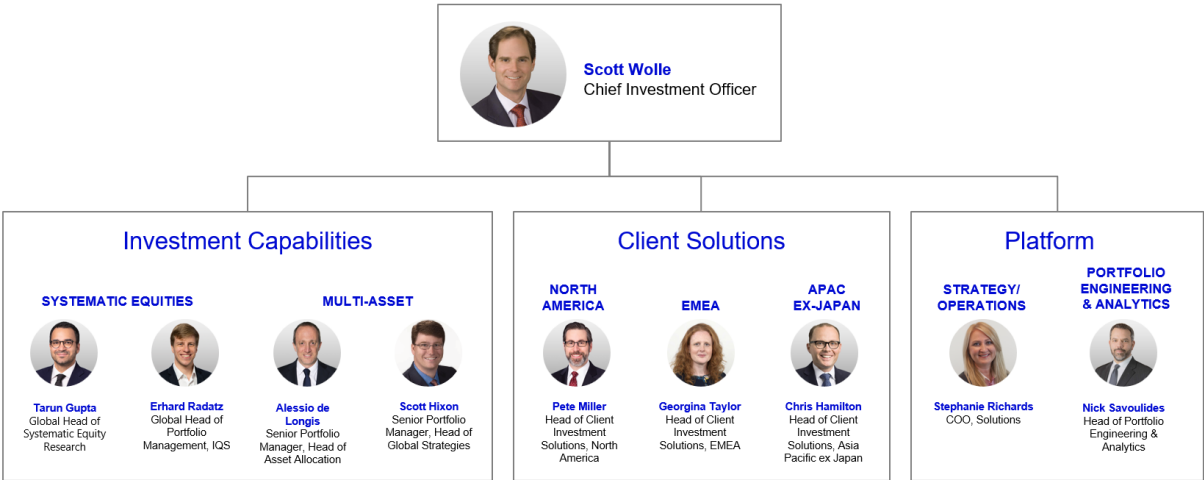 Scott Wolle
Chief Investment Officer
Investment Capabilities
SYSTEMATIC EQUITIES
MULTI-ASSET
Tarun Gupta
Global Head of
Systematic Equity
Research
Erhard Radatz
Global Head of
Portfolio
Management, IQS
Alessio de
Longis
Senior Portfolio
Manager, Head of
Asset Allocation
Scott Hixon
Senior Portfolio
Manager, Head of
Global Strategies
Client Solutions
NORTH
AMERICA
EMEA
APAC
EX-JAPAN
Pete Miller
Head of Client
Investment
Solutions, North
America
Georgina Taylor
Head of Client
Investment
Solutions, EMEA
Chris Hamilton
Head of Client
Investment
Solutions, Asia
Pacific ex Japan
Platform
STRATEGY/
OPERATIONS
PORTFOLIO
ENGINEERING
& ANALYTICS
Stephanie Richards
COO, Solutions
Nick Savoulides
Head of Portfolio
Engineering &
Analytics